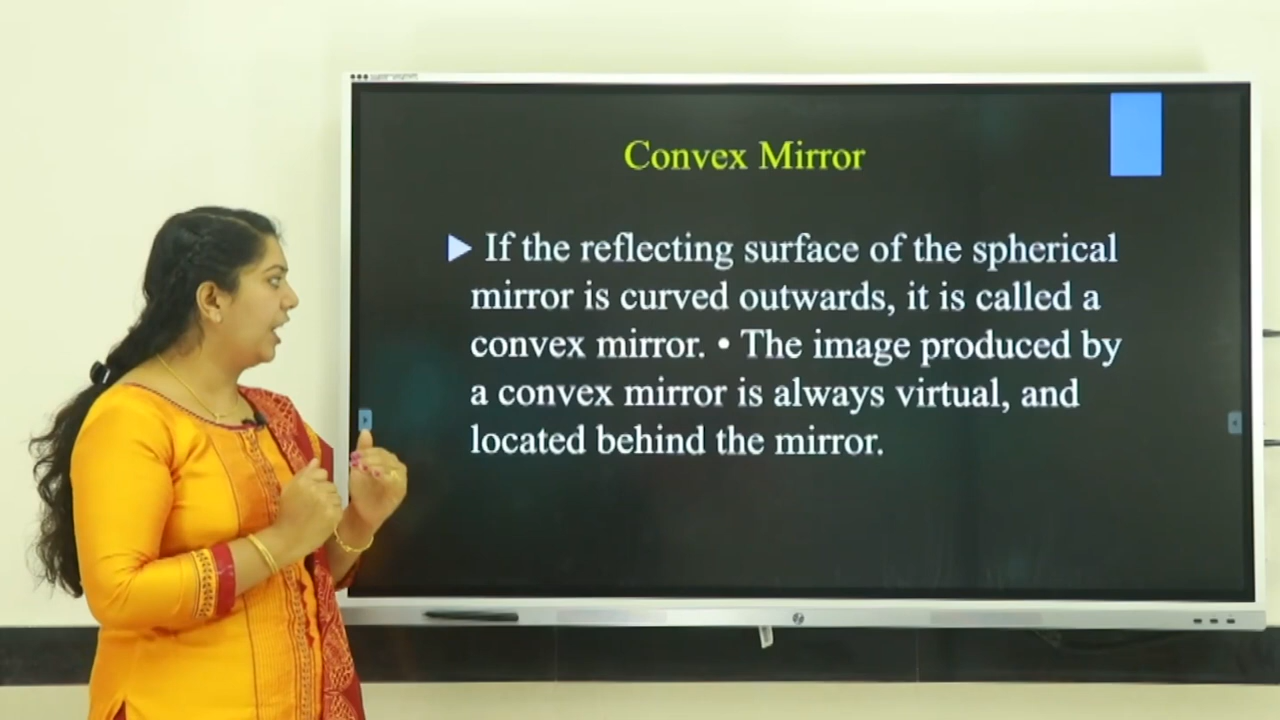 Convex Mirror
▶ If the reflecting surface of the spherical
mirror is curved outwards, it is called a
convex mirror. • The image produced by
a convex mirror is always virtual, and
located behind the mirror.
hp